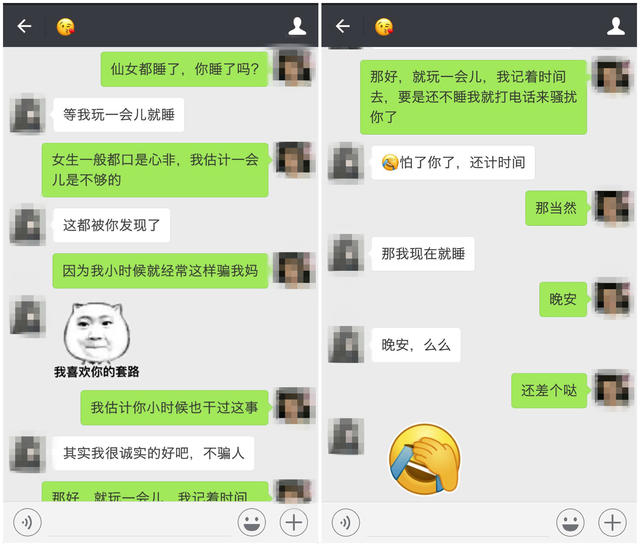 仙女都睡了，你睡了吗？
等我玩一会儿就睡
女生一般都口是心非，我估计一会
儿是不够的
这都被你发现了
因为我小时候就经常这样骗我妈
我喜欢你的套路
我估计你小时候也干过这事
其实我很诚实的好吧，不骗人
那好，就玩一会儿，我记着时间
那好，就玩一会儿，我记着时间
去，要是还不睡我就打电话来骚扰
你了
🤣怕了你了，还计时间
那当然
那我现在就睡
晚安
晚安，么么
还差个哒